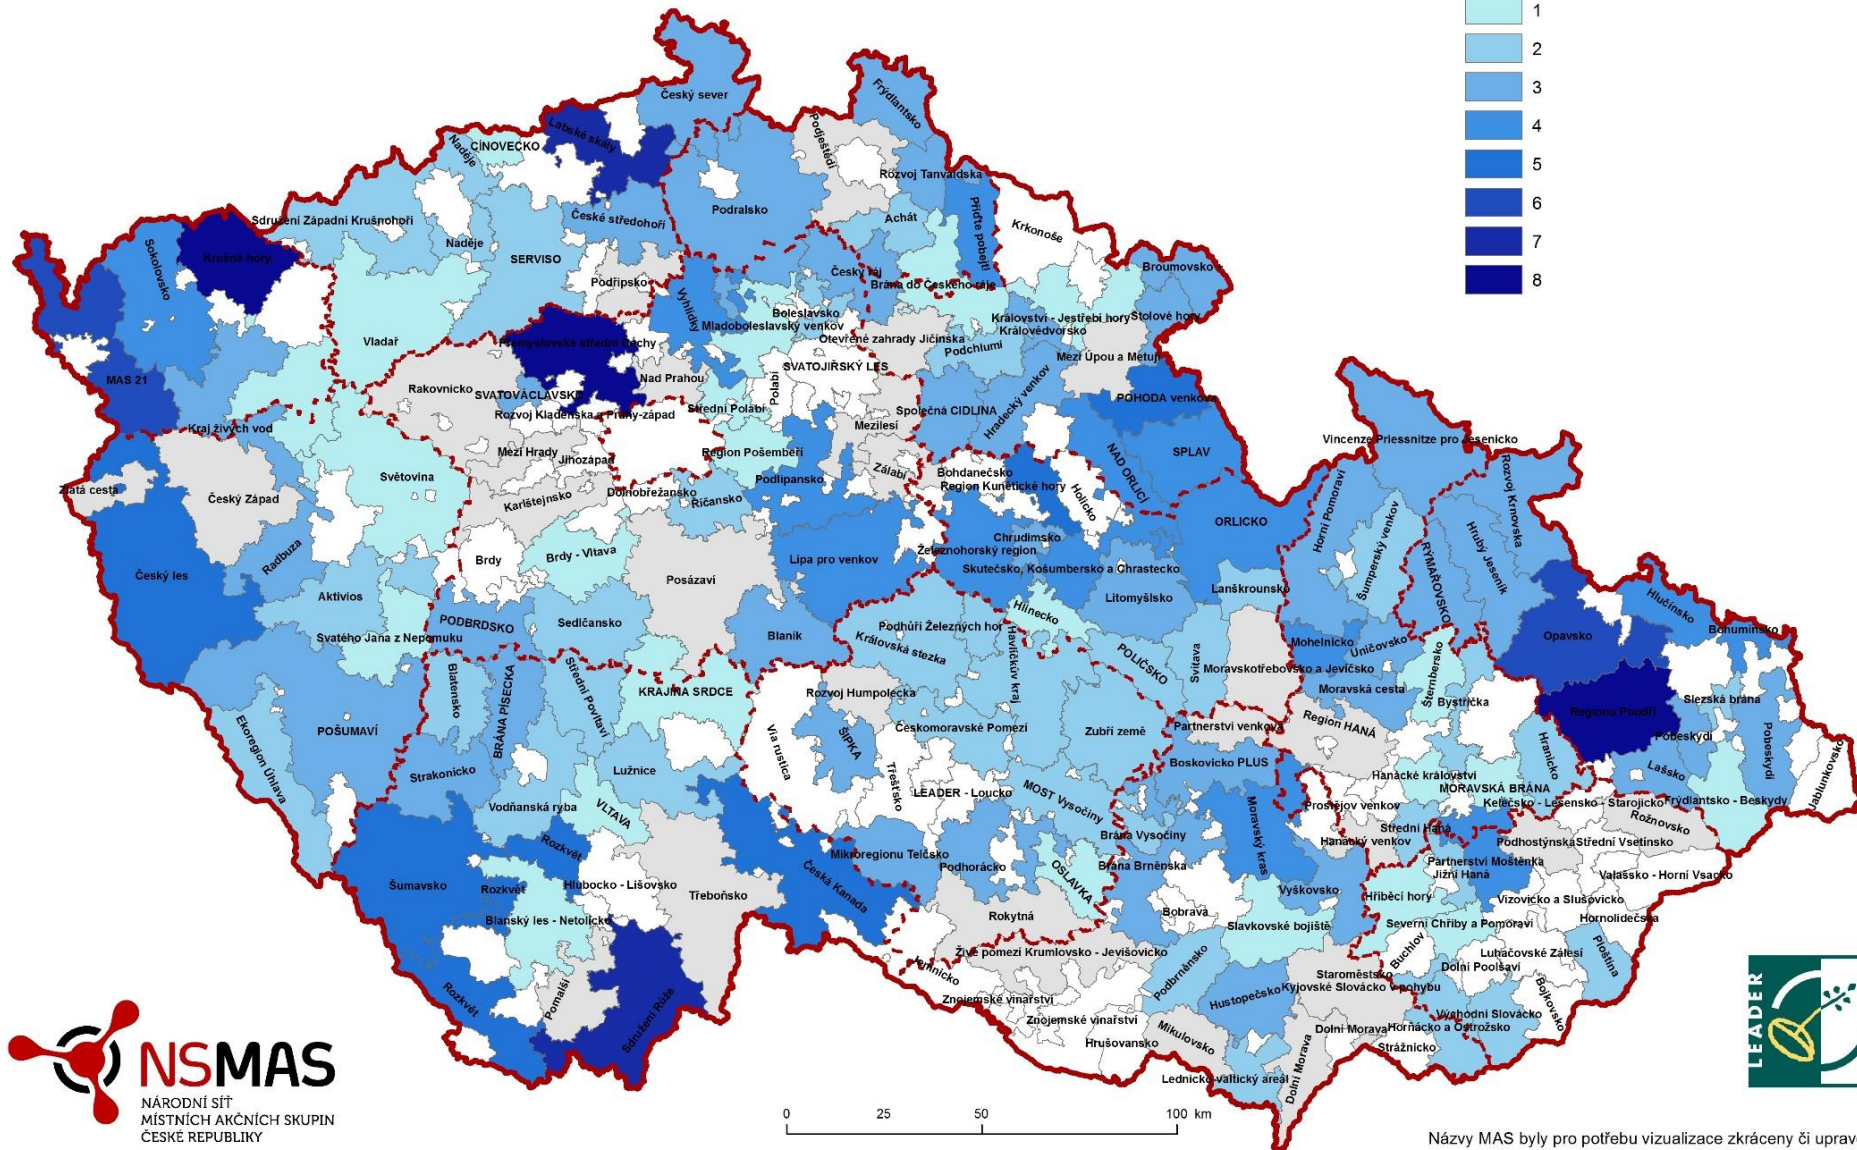 1
2
3
4
5
6
7
8
Český sever
Frýdlantsko
Labské skály
Podještědí
Naděje
CÍNOVECKO
Rozvoj Tanvaldska
Podralsko
Přiďte pobejt!
Achát
Krkonoše
Sdružení Západní Krušnohoří
České středohoří
Naděje
SERVISO
Sokolovsko
Krušné hory
Podřipsko
Český ráj
Brána do Českého ráje
Broumovsko +
Vyhlídky
Boleslavsko
Mladoboleslavský venkov
Království - Jestřebí hory
Stolové hory
Královédvorsko
Otevřené zahrady Jičínska
Podchlumí
Mezi Úpou a Metují
Vladař
Přemyslovské střední Čechy
SVATOJIŘSKÝ LES
MAS 21
Rakovnicko
Nad Prahou
Polabí
SVATOVÁCLAVSKO
Rozvoj Kladenska a Prahy-západ
Střední Polabí
Společná CIDLINA
Hradecký venkov
POHODA venkova
Kraj živých vod
Mezilesí
Mezi Hrady
Jihozápad
Region Pošembeří
NAD ORLICÍ
SPLAV
Vincenze Priessnitze pro Jesenicko
Zlatá cesta
Český Západ
Světovina
Karlštejnsko
Dolnobřežansko
Říčansko
Podlipansko
Zálabí
Bohdanečsko
Region Kunětické hory
Holicko
Horní Pomoraví
Rozvoj Krnovska
Radbuza
Brdy
Brdy - Vltava
Chrudimsko
Železnohorský region
ORLICKO
Šumperský venkov
RÝMAŘOVSKO
Hrubý Jeseník
Český les
Posázaví
Lípa pro venkov
Skutečsko, Košumbersko a Chrastecko
Aktivios
Litomyšlsko
Lanškrounsko
Hlučínsko
Svatého Jana z Nepomuku
PODBRDSKO
Sedlčansko
Blaník
Podhůří Železných hor
Hlinecko
Královská stezka
Havlíčkův kraj
POLIČSKO
Svitava
Mohelnicko
Uničovsko
Opavsko
Bohumínsko
Moravskotřebovsko a Jevíčsko
Šternbersko
Blatensko
BRÁNA PÍSECKA
Střední Povltaví
KRAJINA SRDCE
Rozvoj Humpolecka
Moravská cesta
Bystřička
Slezská brána
Regionu Poodří
Ekoregion Úhlava
POŠUMAVÍ
Via rustica
ŠIPKA
Českomoravské Pomezí
Zubří země
Partnerství venkova
Region HANÁ
Pobeskydí
Pobeskydí
Strakonicko
Lužnice
Třešťsko
Boskovicko PLUS
Hranicko
Lašsko
Jablunkovsko
Hanácké království
MORAVSKÁ BRÁNA
Vodňanská ryba
VLTAVA
LEADER - Loucko
MOST Vysočiny
Prostějov venkov
Kelečsko - Lesensko - Starojicko
Frýdlantsko - Beskydy
Rožnovsko
Rozkvět
Mikroregionu Telčsko
Brána Vysočiny
Moravský kras
Střední Haná
Hanácký venkov
Podhostýnska
Střední Vsetínsko
Šumavsko
Rozkvět
Hlubocko - Lišovsko
Třeboňsko
Česká Kanada
Podhorácko
OSLAVKA
Brána Brněnska
Vyškovsko
Partnerství Moštěnka
Jižní Haná
Valašsko - Horní Vsacko
Hříběcí hory
Vizovicko a Slušovicko
Blanský les - Netolicko
Rokytná
Bobrava
Slavkovské bojiště
Severní Chřiby a Pomoraví
Hornolidečska
Živé pomezí Krumlovsko - Jevišovicko
Buchlov
Luhačovské Zálesí
Ploština
Dolní Poolšaví
Jemnicko
Podbrněnsko
Staroměstsko
Kyjovské Slovácko v pohybu
Rozkvět
Pomalší
Sdružení Růže
Znojemské vinařství
Znojemské vinařství
Hustopečsko
Bojkovsko
Východní Slovácko
Horňácko a Ostrožsko
Dolní Morava
Hrušovansko
Mikulovsko
Strážnicko
Lednicko-valtický areál
Dolní Morava
NSMAS
NÁRODNÍ SÍŤ
MÍSTNÍCH AKČNÍCH SKUPIN
ČESKÉ REPUBLIKY
0 25 50 100 km
LEADER
Názvy MAS byly pro potřebu vizualizace zkráceny či uprave